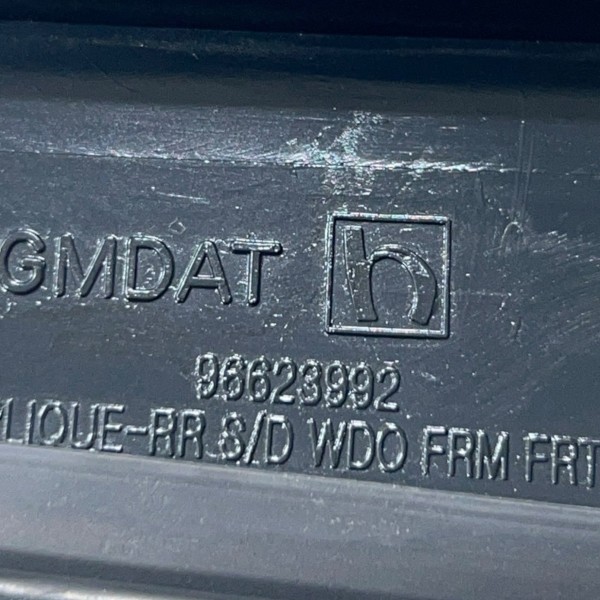 GMDAT h
96623992
LIQUE-RR S/D WDO FRM FRT